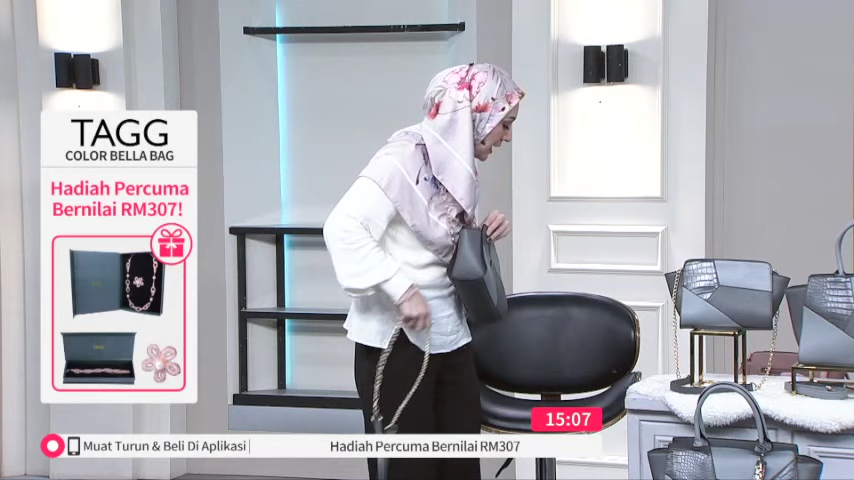 TAGG
COLOR BELLA BAG
Hadiah Percuma
Bernilai RM307!
15:07
Muat Turun & Beli Di Aplikasi
Hadiah Percuma Bernilai RM307